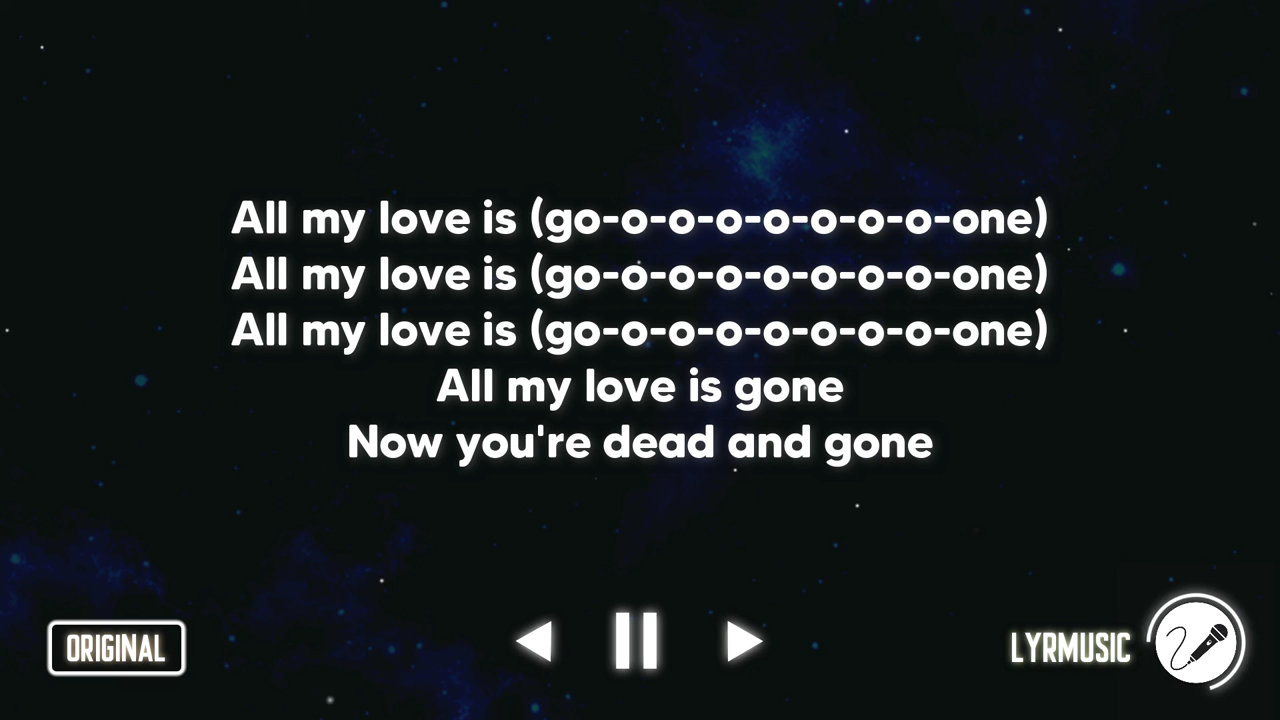 All my love is (go-o-o-o-o-o-o-o-one)
All my love is (go-o-o-o-o-o-o-o-one)
All my love is (go-o-o-o-o-o-o-o-one)
All my love is gone
Now you're dead and gone
ORIGINAL
LYRMUSIC